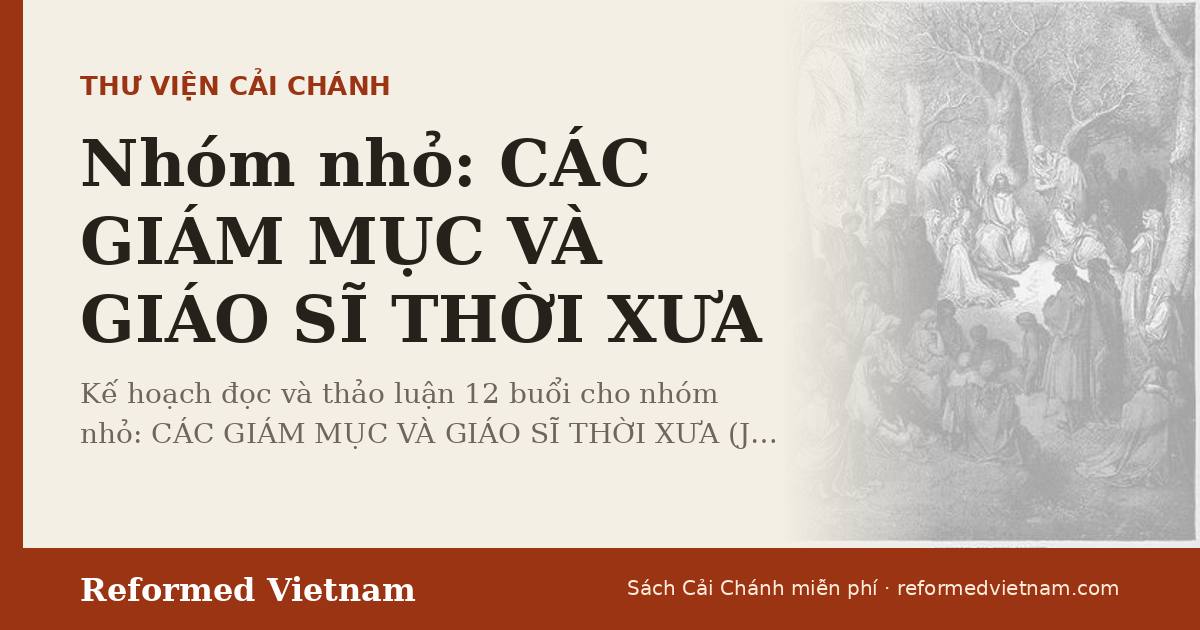 THƯ VIỆN CẢI CHÁNH
Nhóm nhỏ: CÁC
GIÁM MỤC VÀ
GIÁO SĨ THỜI XƯA
Kế hoạch đọc và thảo luận 12 buổi cho nhóm
nhỏ: CÁC GIÁM MỤC VÀ GIÁO SĨ THỜI XƯA (J...
Reformed Vietnam
Sách Cải Chánh miễn phí · reformedvietnam.com